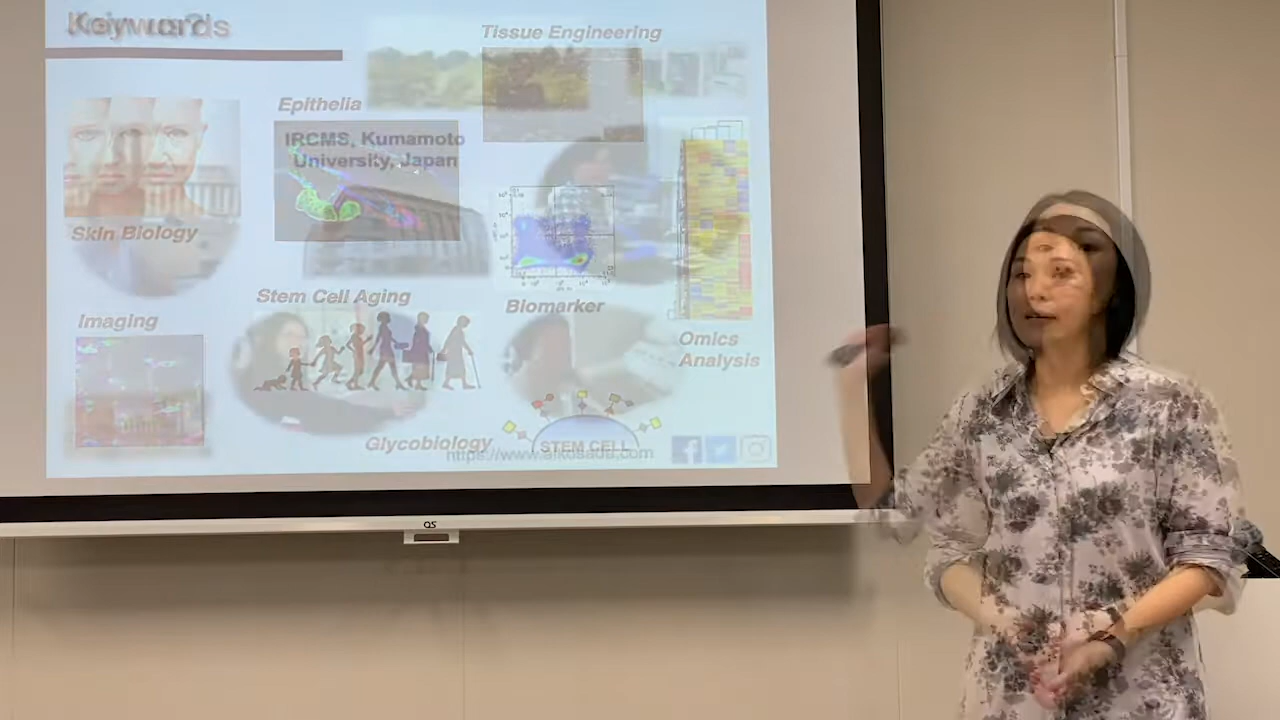 Keywords
Tissue Engineering
Epithelia
IRCMS, Kumamoto
University, Japan
Skin Biology
Stem Cell Aging
Biomarker
Imaging
Omics
Analysis
Glycobiology
STEM CELL
QS